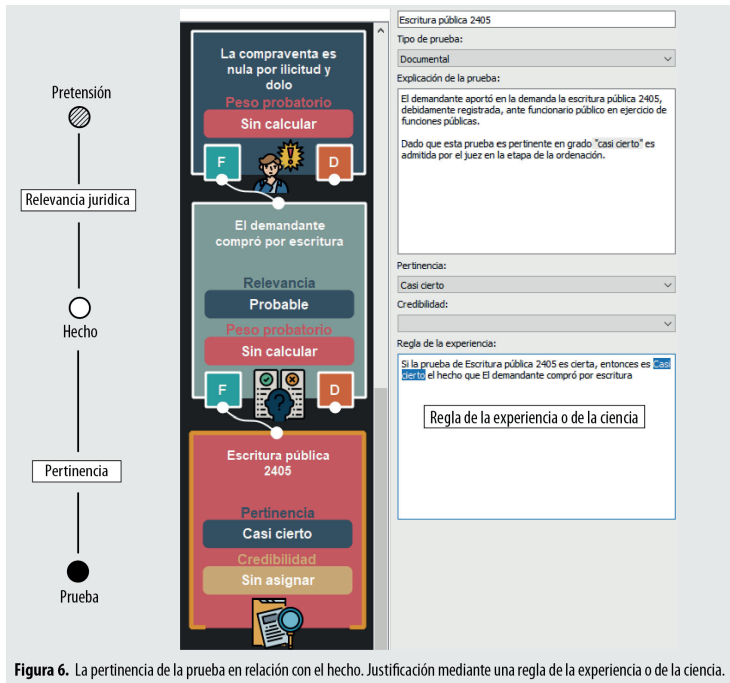 Pretensión
Relevancia juridica
Hecho
Pertinencia
Prueba
La compraventa es
nula por ilicitud y
dolo
Peso probatorio
Sin calcular
F
D
El demandante
compró por escritura
Relevancia
Probable
Peso probatorio
Sin calcular
F
D
Escritura pública
2405
Pertinencia
Casi cierto
Credibilidad
Sin asignar
Escritura pública 2405
Tipo de prueba:
Documental
Explicación de la prueba:
El demandante aportó en la demanda la escritura pública 2405,
debidamente registrada, ante funcionario público en ejercicio de
funciones públicas.
Dado que esta prueba es pertinente en grado "casi cierto" es
admitida por el juez en la etapa de la ordenación.
Pertinencia:
Casi cierto
Credibilidad:
Regla de la experiencia:
Si la prueba de Escritura pública 2405 es cierta, entonces es Casi
cierto el hecho que El demandante compró por escritura
Regla de la experiencia o de la ciencia
Figura 6. La pertinencia de la prueba en relación con el hecho. Justificación mediante una regla de la experiencia o de la ciencia.